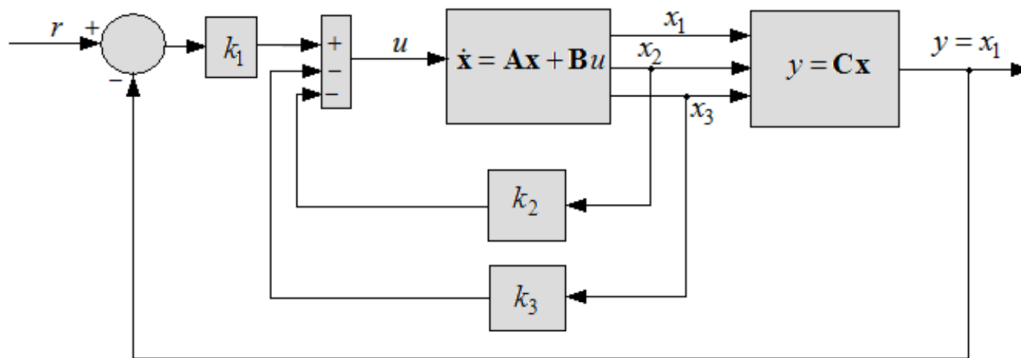 r
+
−
k₁
+
−
−
u
ẋ = Ax + Bu
x₁
x₂
x₃
y = Cx
y = x₁
k₂
k₃